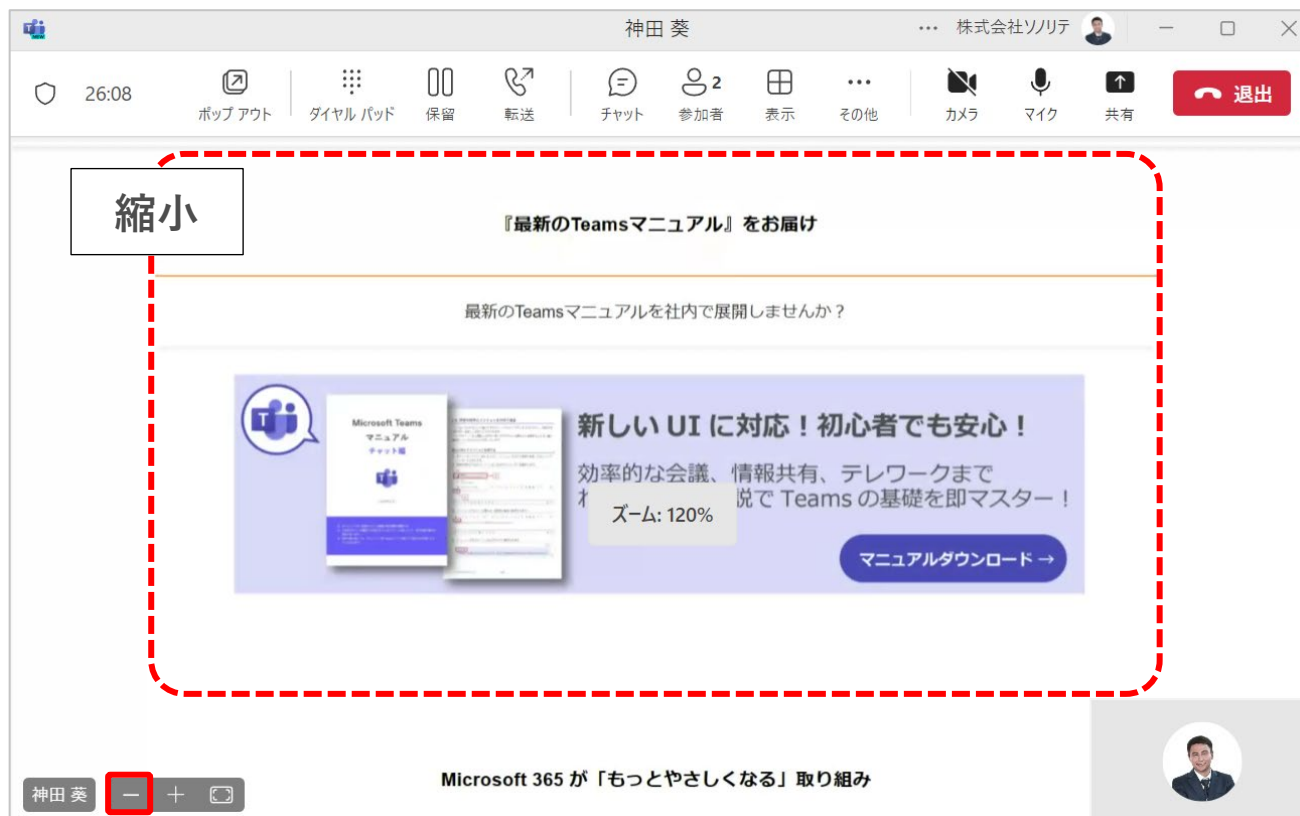 神田 葵
… 株式会社ソノリテ
26:08
ポップ アウト
ダイヤル パッド
保留
転送
チャット
2
参加者
表示
その他
カメラ
マイク
共有
退出
縮小
『最新のTeamsマニュアル』をお届け
最新のTeamsマニュアルを社内で展開しませんか？
Microsoft Teams
マニュアル
チャット編
新しい UI に対応！初心者でも安心！
効率的な会議、情報共有、テレワークまで
説で Teams の基礎を即マスター！
ズーム: 120%
マニュアルダウンロード →
Microsoft 365 が「もっとやさしくなる」取り組み
神田 葵